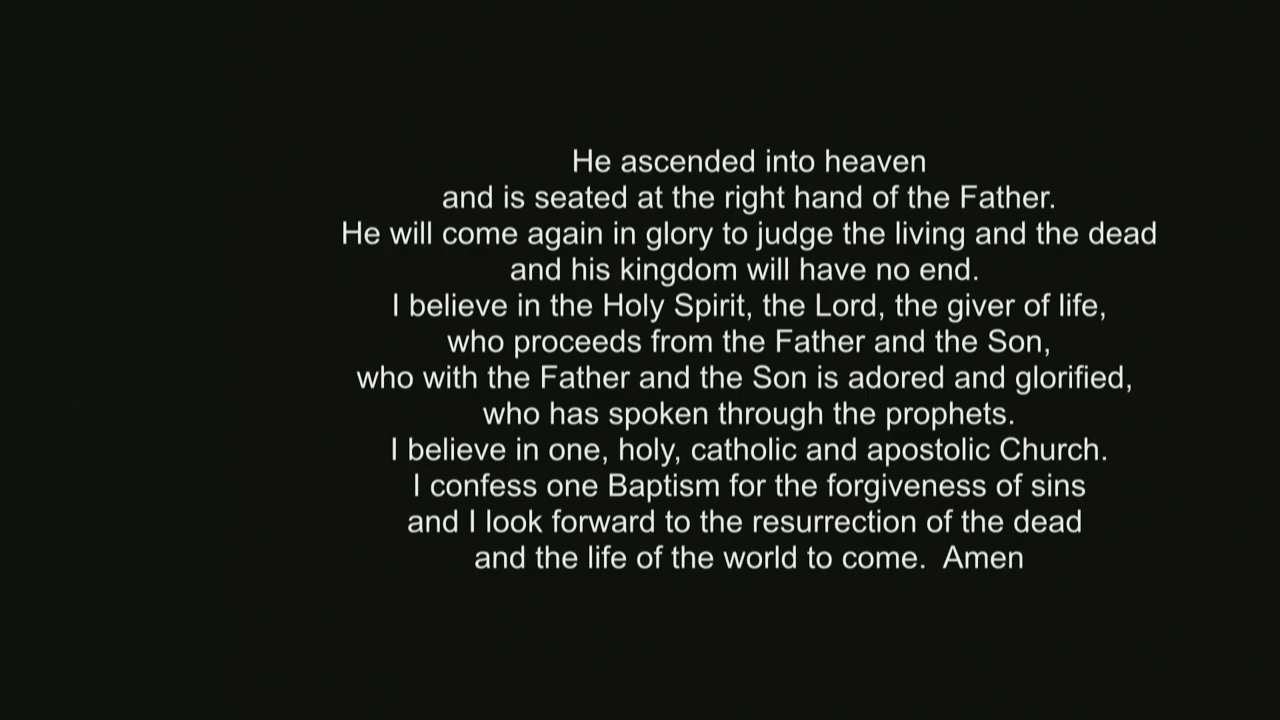 He ascended into heaven
and is seated at the right hand of the Father.
He will come again in glory to judge the living and the dead
and his kingdom will have no end.
I believe in the Holy Spirit, the Lord, the giver of life,
who proceeds from the Father and the Son,
who with the Father and the Son is adored and glorified,
who has spoken through the prophets.
I believe in one, holy, catholic and apostolic Church.
I confess one Baptism for the forgiveness of sins
and I look forward to the resurrection of the dead
and the life of the world to come.  Amen